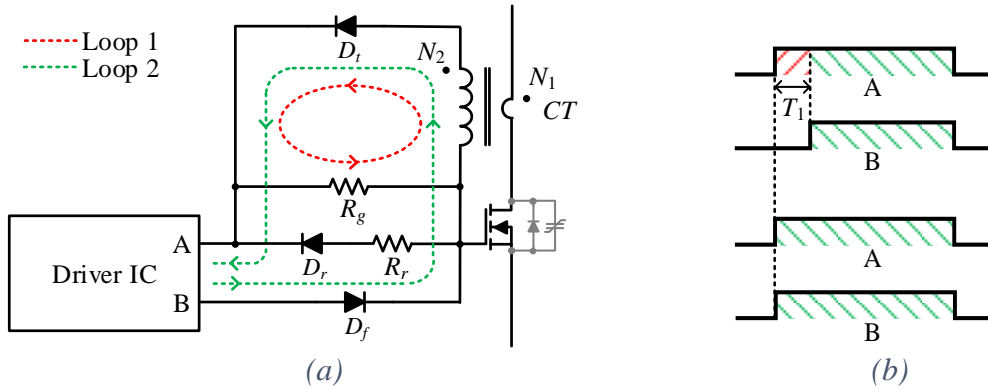 Loop 1
Loop 2
D_t
N_2
N_1
CT
R_g
A
D_r
R_r
Driver IC
B
D_f
(a)
A
T_1
B
A
B
(b)